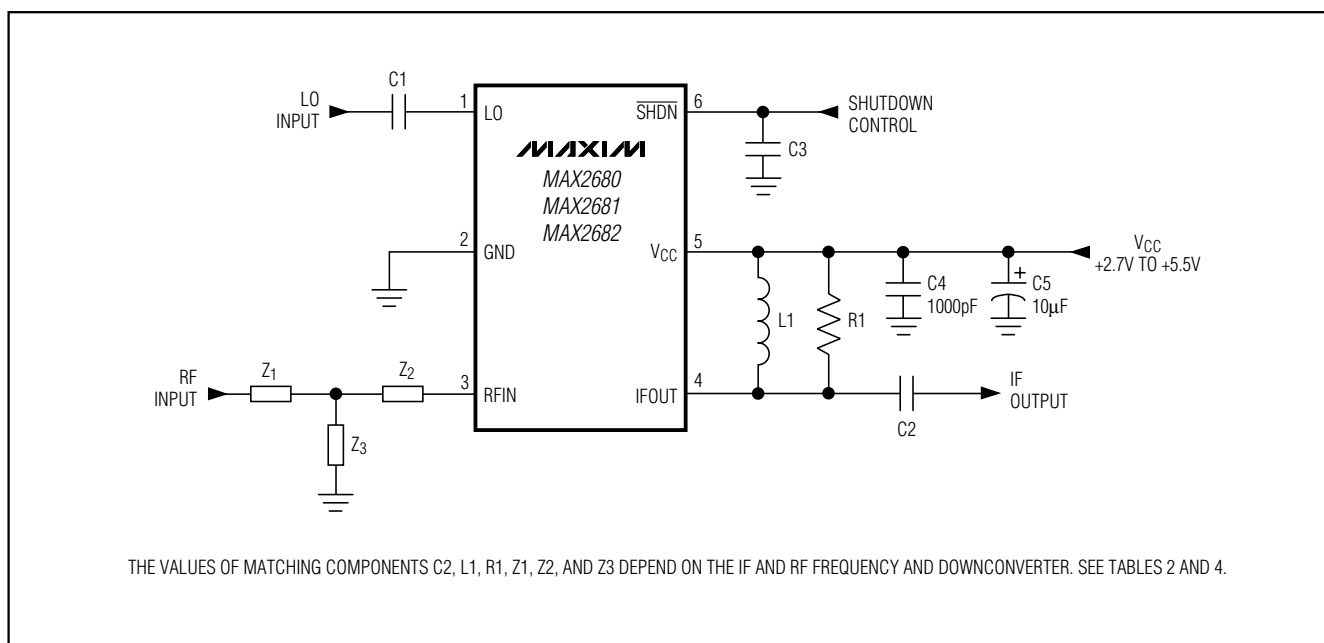 C1
LO
INPUT
1
LO
SHDN
6
SHUTDOWN
CONTROL
C3
MAXIM
MAX2680
MAX2681
MAX2682
2
GND
VCC
5
VCC
+2.7V TO +5.5V
L1
R1
C4
1000pF
+
C5
10µF
RF
INPUT
Z1
Z2
3
RFIN
Z3
IFOUT
4
C2
IF
OUTPUT
THE VALUES OF MATCHING COMPONENTS C2, L1, R1, Z1, Z2, AND Z3 DEPEND ON THE IF AND RF FREQUENCY AND DOWNCONVERTER. SEE TABLES 2 AND 4.